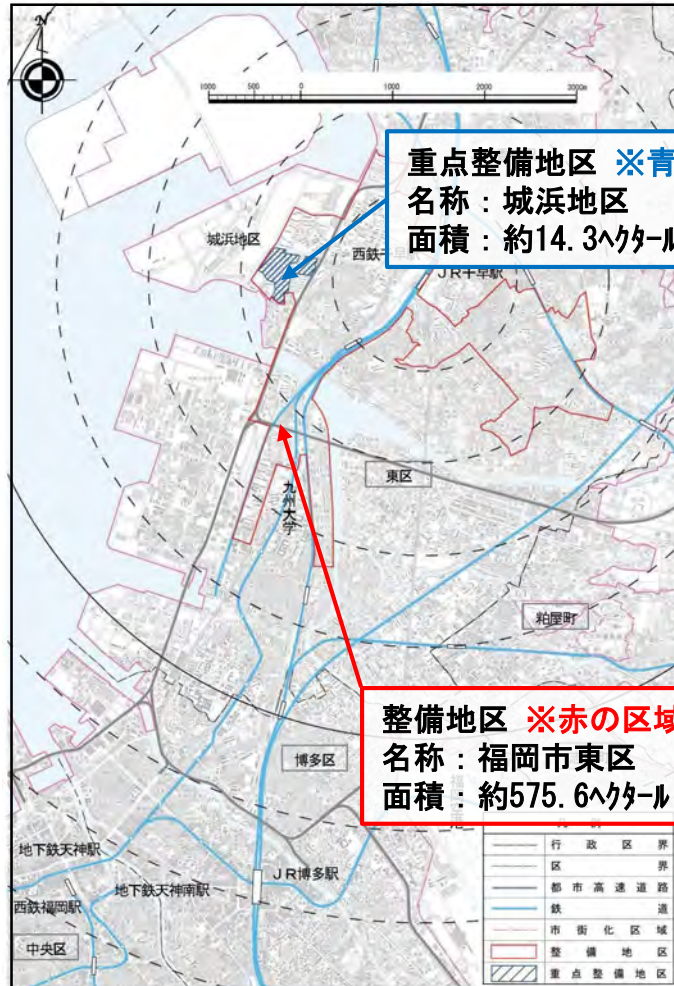 N
1000 500 0 1000 2000 3000m
重点整備地区 ※青
名称：城浜地区
面積：約14.3ヘクタール
城浜地区
西鉄千早駅
JR千早駅
東区
九州大学
粕屋町
整備地区 ※赤の区域
名称：福岡市東区
面積：約575.6ヘクタール
博多区
地下鉄天神駅
JR博多駅
地下鉄天神南駅
西鉄福岡駅
中央区
行政区界
区界
都市高速道路
鉄道
市街化区域
整備地区
重点整備地区